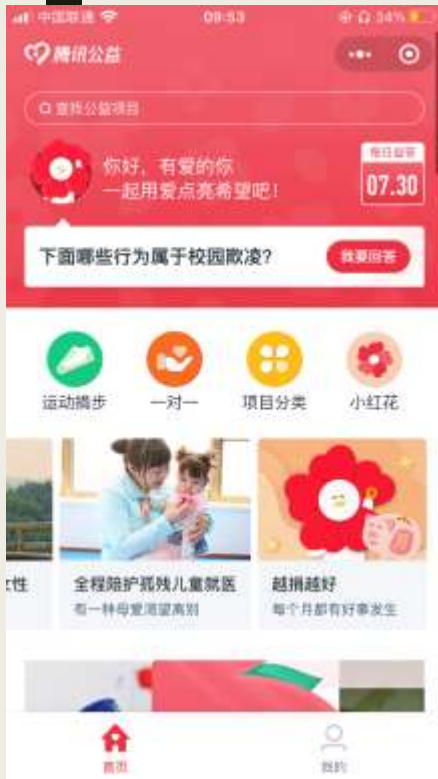 中国联通
09:53
34%
腾讯公益
查找公益项目
你好，有爱的你
一起用爱点亮希望吧！
每日益答
07.30
下面哪些行为属于校园欺凌？
我要回答
运动捐步
一对一
项目分类
小红花
女性
全程陪护孤残儿童就医
有一种母爱渴望离别
越捐越好
每个月都有好事发生
首页
我的